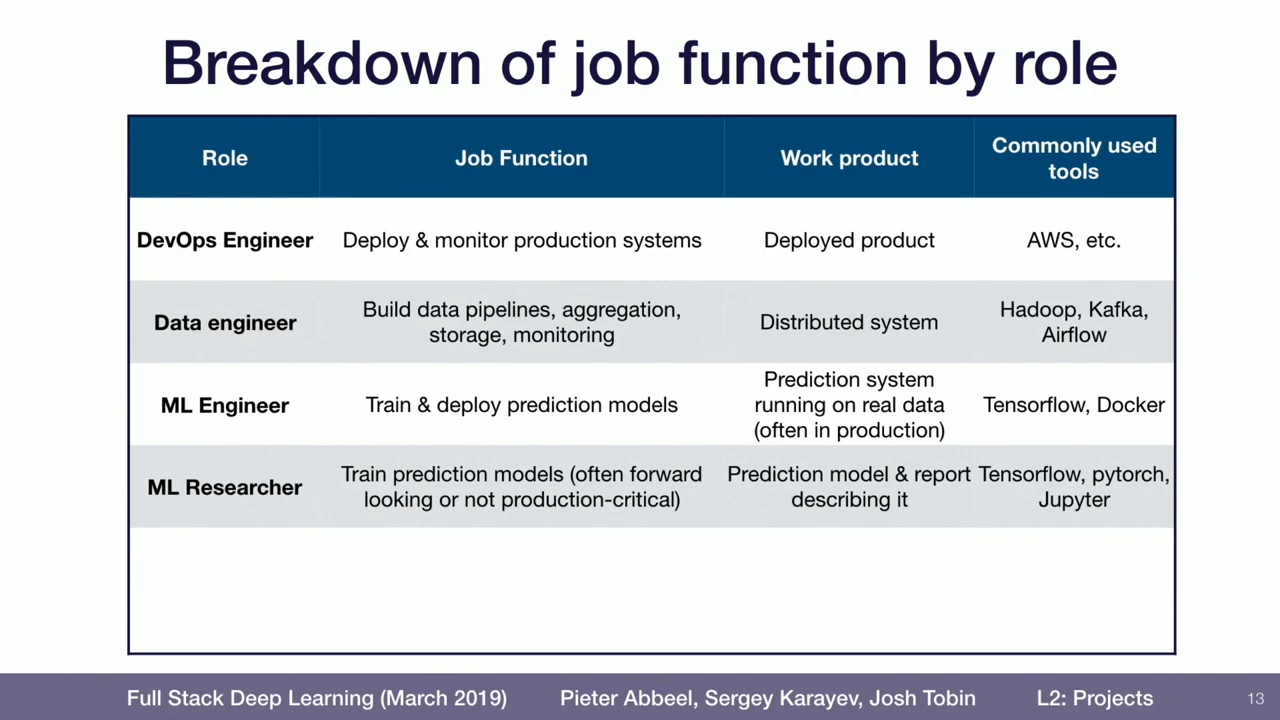 Breakdown of job function by role
Role
Job Function
Work product
Commonly used
tools
DevOps Engineer
Deploy & monitor production systems
Deployed product
AWS, etc.
Data engineer
Build data pipelines, aggregation,
storage, monitoring
Distributed system
Hadoop, Kafka,
Airflow
ML Engineer
Train & deploy prediction models
Prediction system
running on real data
(often in production)
Tensorflow, Docker
ML Researcher
Train prediction models (often forward
looking or not production-critical)
Prediction model & report
describing it
Tensorflow, pytorch,
Jupyter
Full Stack Deep Learning (March 2019)
Pieter Abbeel, Sergey Karayev, Josh Tobin
L2: Projects
13